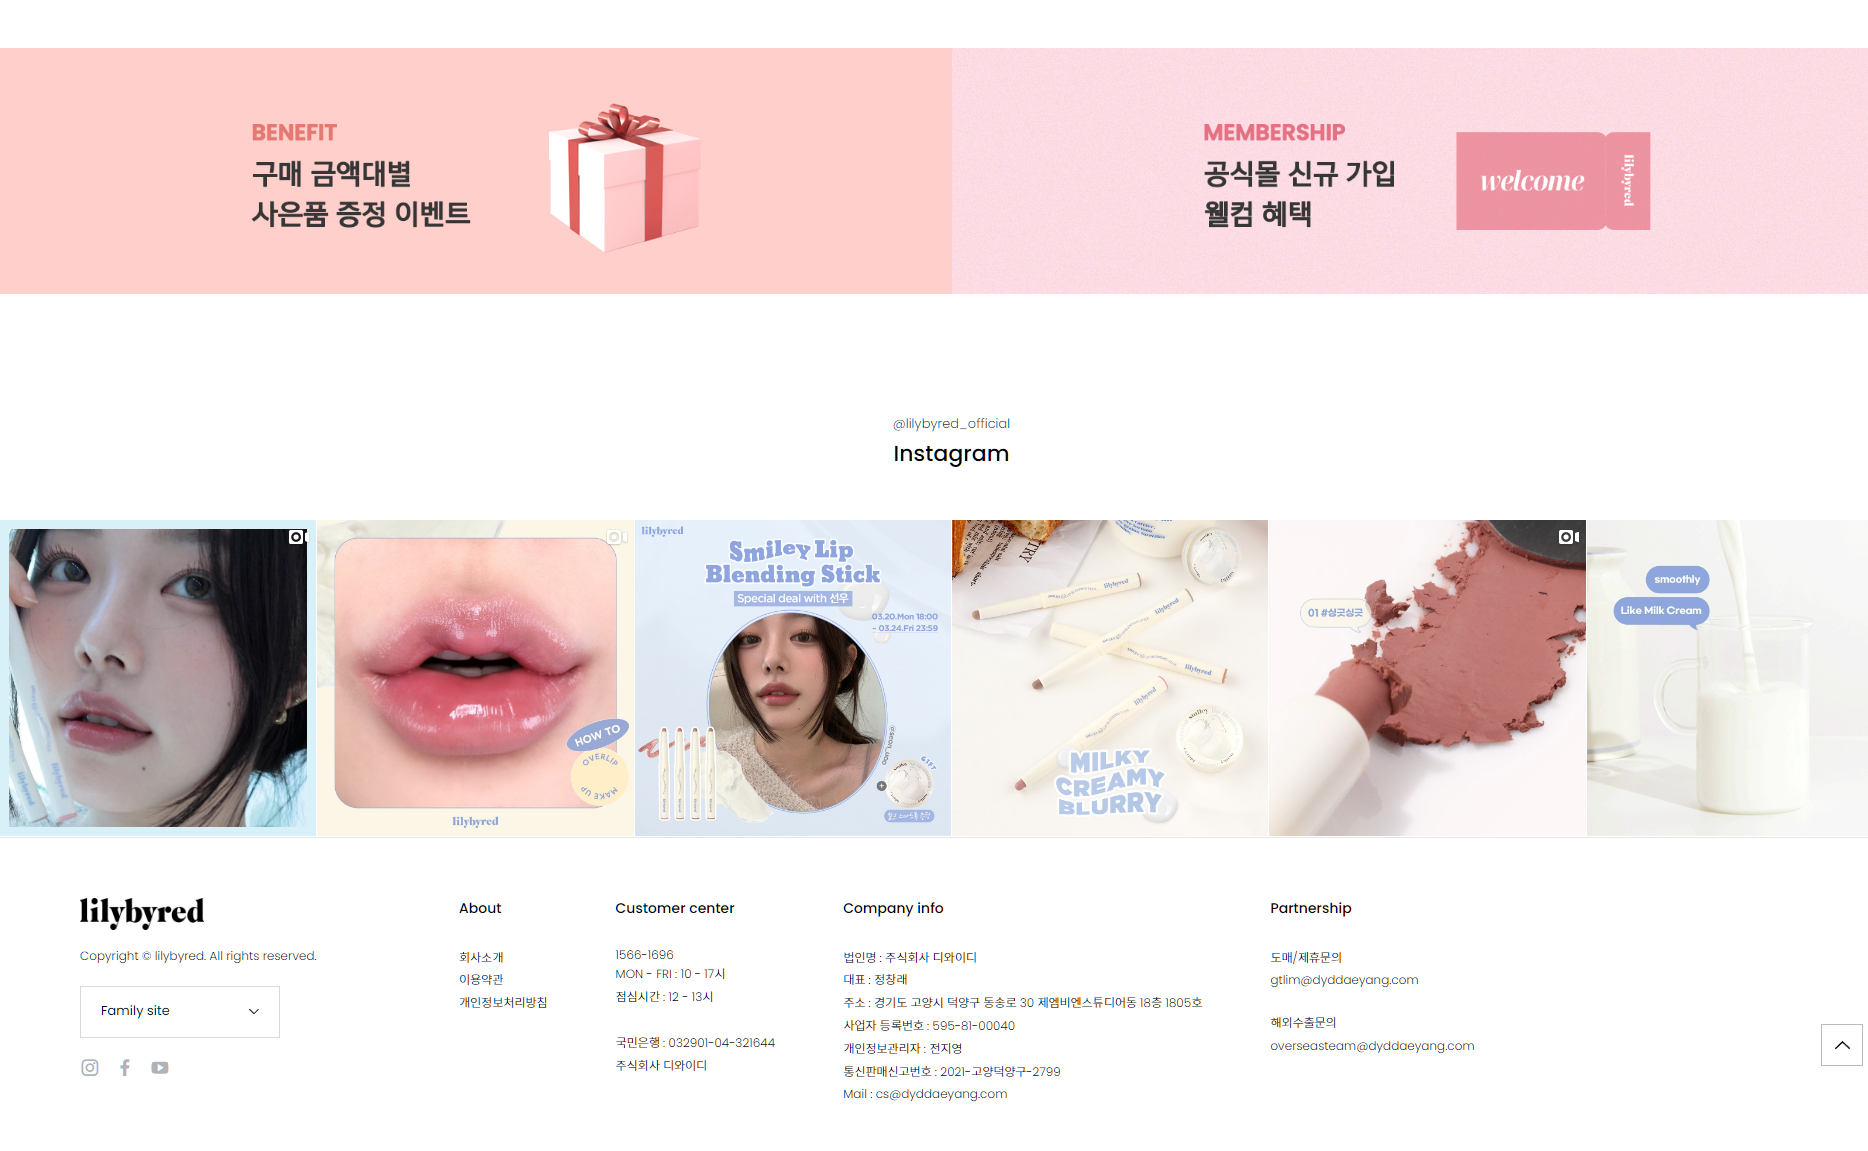 BENEFIT
구매 금액대별
사은품 증정 이벤트
MEMBERSHIP
공식몰 신규 가입
웰컴 혜택
welcome
lilybyred
@lilybyred_official
Instagram
HOW TO
OVERLIP
MAKE UP
lilybyred
lilybyred
Smiley Lip
Blending Stick
Special deal with 선우
03.20.Mon 18:00
- 03.24.Fri 23:59
GIFT
lilybyred
lilybyred
lilybyred
lilybyred
smiley
MILKY
CREAMY
BLURRY
01 #싱긋싱긋
smoothly
Like Milk Cream
lilybyred
Copyright © lilybyred. All rights reserved.
Family site
About
회사소개
이용약관
개인정보처리방침
Customer center
1566-1696
MON - FRI : 10 - 17시
점심시간 : 12 - 13시
국민은행 : 032901-04-321644
주식회사 디와이디
Company info
법인명 : 주식회사 디와이디
대표 : 정창래
주소 : 경기도 고양시 덕양구 동송로 30 제엠비엔스튜디어동 18층 1805호
사업자 등록번호 : 595-81-00040
개인정보관리자 : 전지영
통신판매신고번호 : 2021-고양덕양구-2799
Mail : cs@dyddaeyang.com
Partnership
도매/제휴문의
gtlim@dyddaeyang.com
해외수출문의
overseasteam@dyddaeyang.com